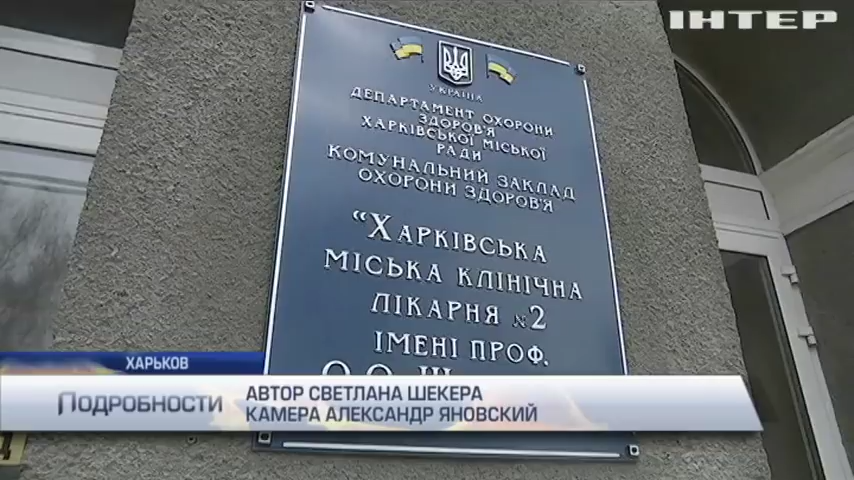 ІНТЕР
УКРАЇНА
ДЕПАРТАМЕНТ ОХОРОНИ
ЗДОРОВ'Я
ХАРКІВСЬКОЇ МІСЬКОЇ
РАДИ
КОМУНАЛЬНИЙ ЗАКЛАД
ОХОРОНИ ЗДОРОВ'Я
"ХАРКІВСЬКА
МІСЬКА КЛІНІЧНА
ЛІКАРНЯ №2
ІМЕНІ ПРОФ.
ХАРЬКОВ
ПОДРОБНОСТИ
АВТОР СВЕТЛАНА ШЕКЕРА
КАМЕРА АЛЕКСАНДР ЯНОВСКИЙ